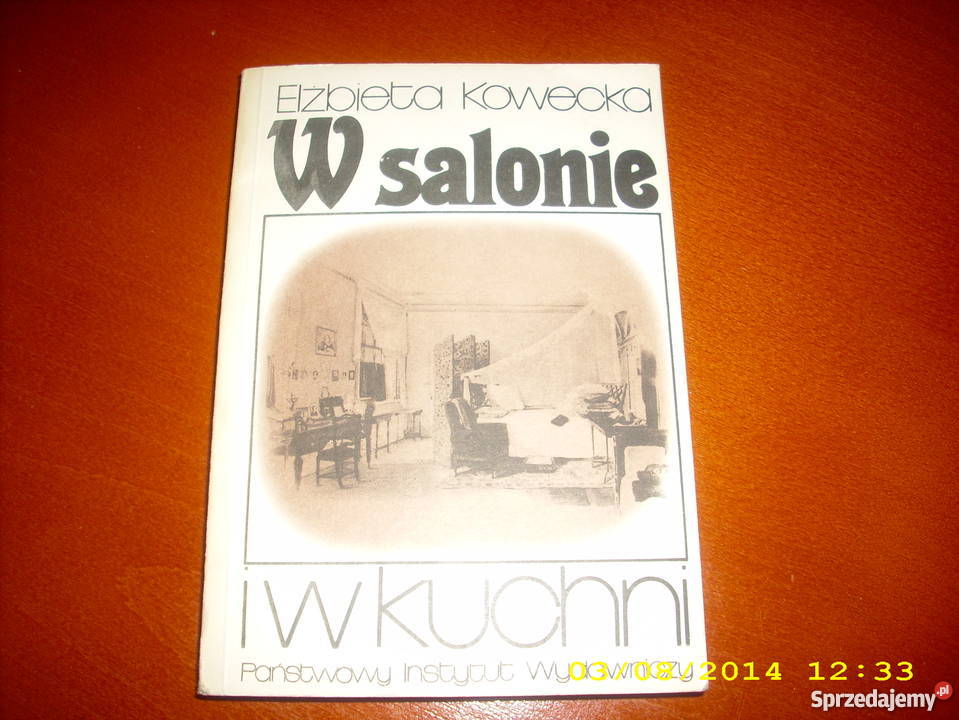 Elżbieta Kowecka
W salonie
i w kuchni
Państwowy Instytut Wydawniczy
03/08/2014 12:33
Sprzedajemy.pl